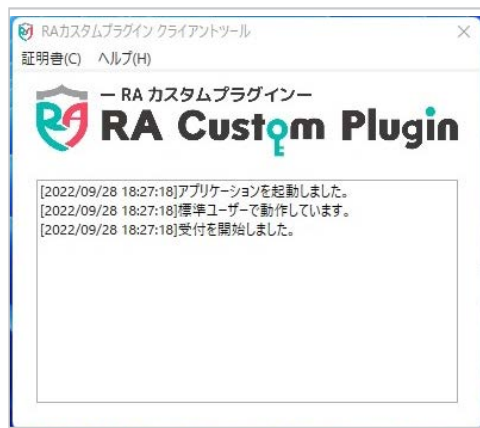 RAカスタムプラグイン クライアントツール
証明書(C) ヘルプ(H)
RA
ー RA カスタムプラグインー
RA Custom Plugin
[2022/09/28 18:27:18]アプリケーションを起動しました。
[2022/09/28 18:27:18]標準ユーザーで動作しています。
[2022/09/28 18:27:18]受付を開始しました。